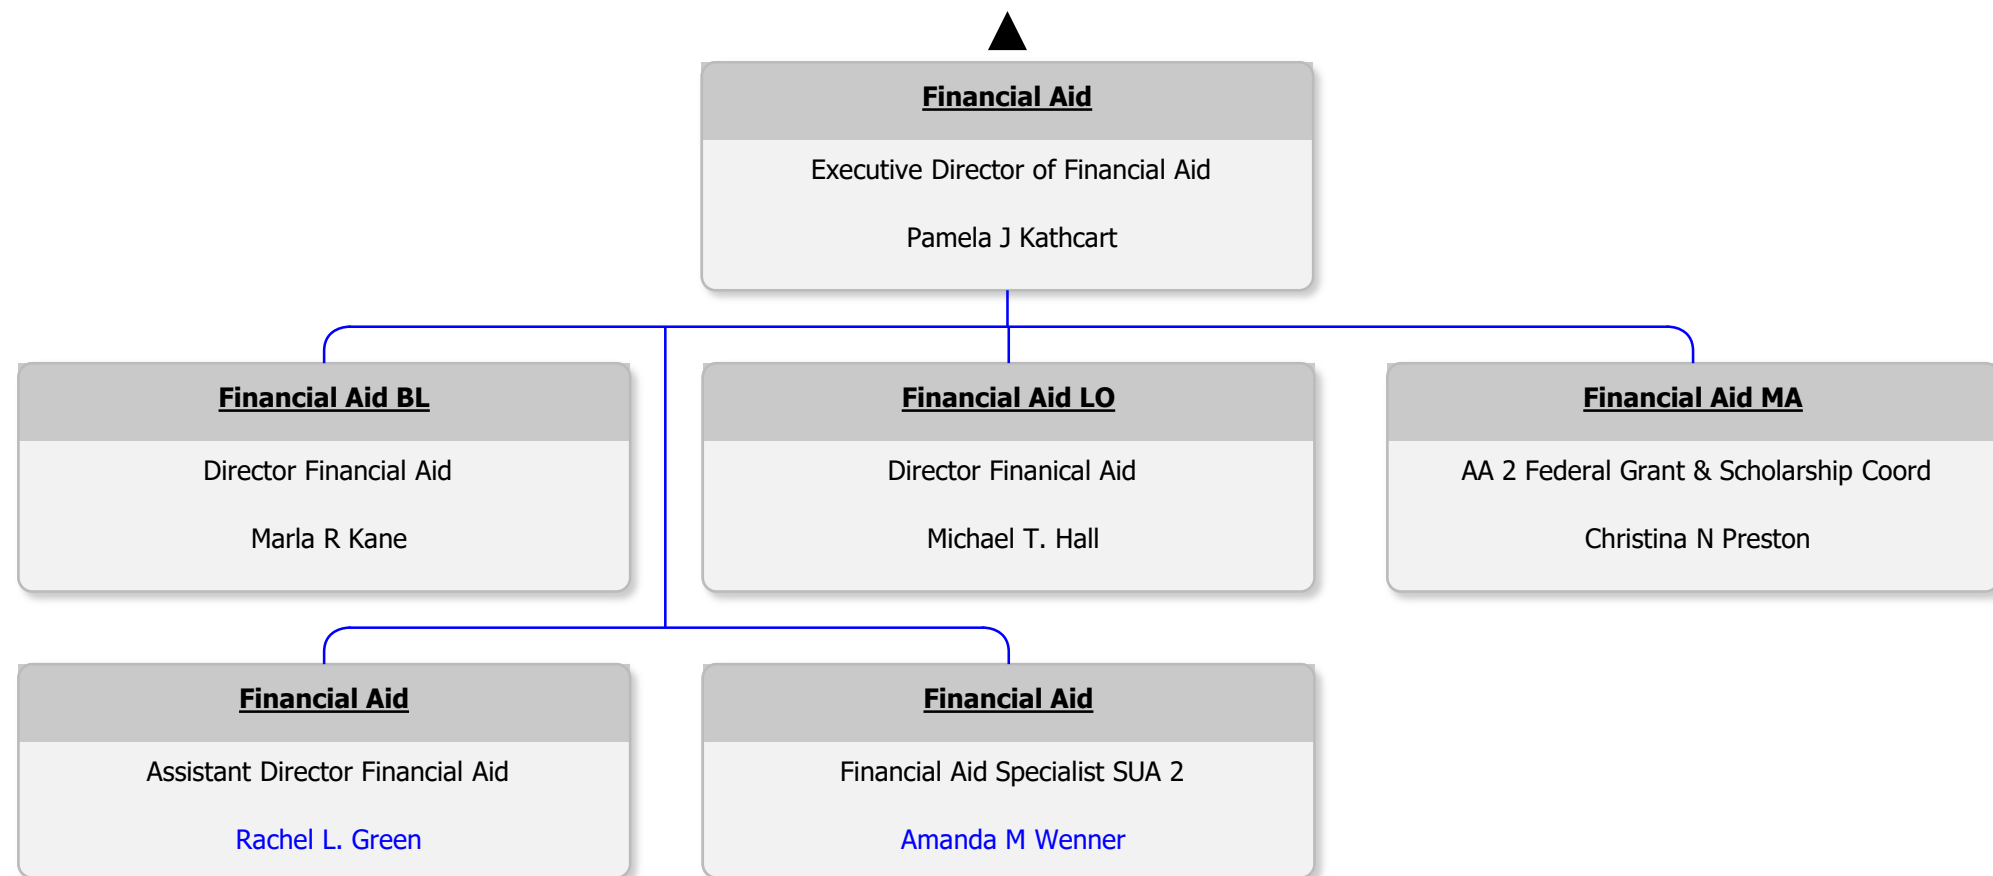 Financial Aid
Executive Director of Financial Aid
Pamela J Kathcart
Financial Aid BL
Director Financial Aid
Marla R Kane
Financial Aid LO
Director Finanical Aid
Michael T. Hall
Financial Aid MA
AA 2 Federal Grant & Scholarship Coord
Christina N Preston
Financial Aid
Assistant Director Financial Aid
Rachel L. Green
Financial Aid
Financial Aid Specialist SUA 2
Amanda M Wenner